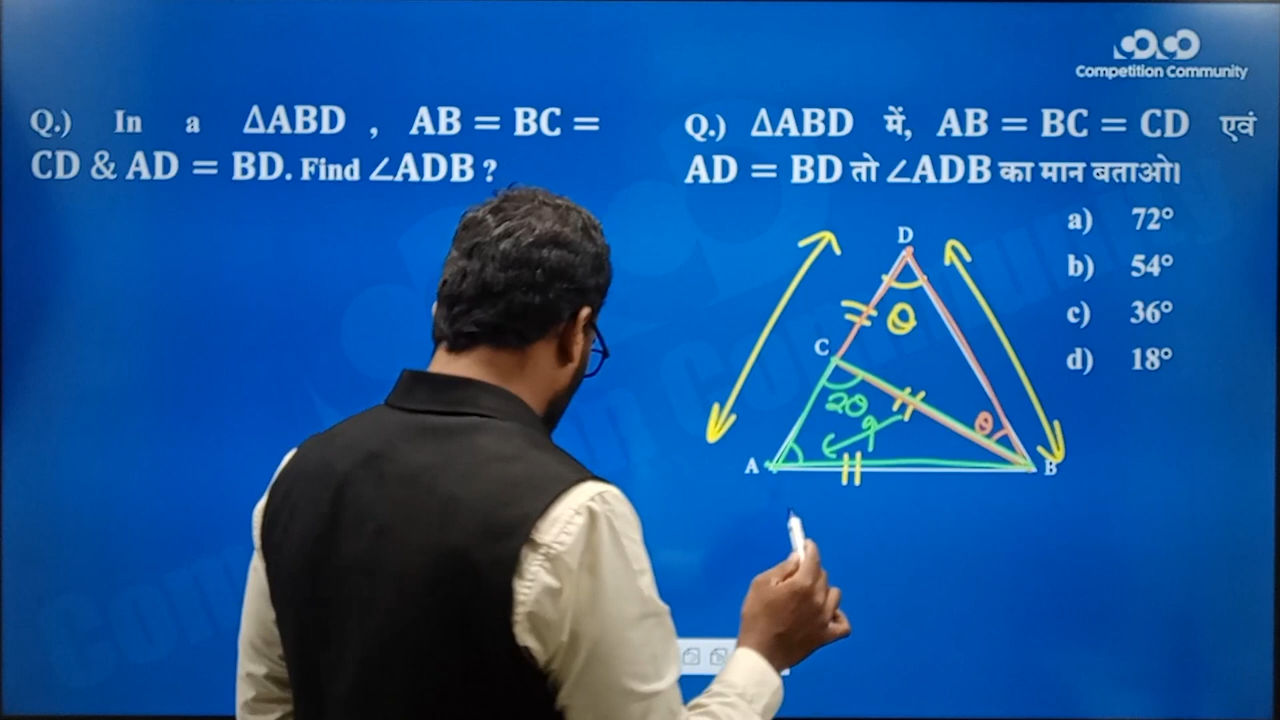 Competition Community
Q.) In a ΔABD , AB = BC =
CD & AD = BD. Find ∠ADB ?
Q.) ΔABD में, AB = BC = CD एवं
AD = BD तो ∠ADB का मान बताओ।
a) 72°
b) 54°
c) 36°
d) 18°
D
θ
C
2θ
θ
A
B